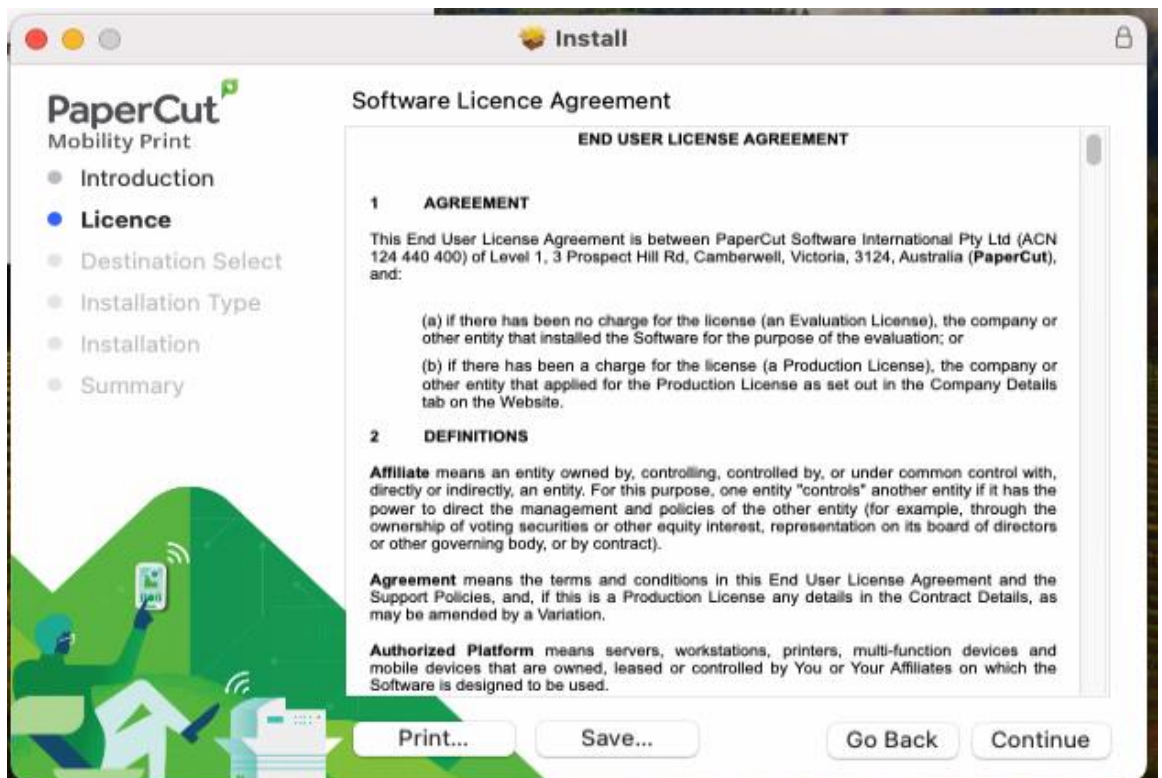 Install
PaperCut
Mobility Print
Introduction
Licence
Destination Select
Installation Type
Installation
Summary
Software Licence Agreement
END USER LICENSE AGREEMENT
1 AGREEMENT
This End User License Agreement is between PaperCut Software International Pty Ltd (ACN
124 440 400) of Level 1, 3 Prospect Hill Rd, Camberwell, Victoria, 3124, Australia (PaperCut),
and:
(a) if there has been no charge for the license (an Evaluation License), the company or
other entity that installed the Software for the purpose of the evaluation; or
(b) if there has been a charge for the license (a Production License), the company or
other entity that applied for the Production License as set out in the Company Details
tab on the Website.
2 DEFINITIONS
Affiliate means an entity owned by, controlling, controlled by, or under common control with,
directly or indirectly, an entity. For this purpose, one entity "controls" another entity if it has the
power to direct the management and policies of the other entity (for example, through the
ownership of voting securities or other equity interest, representation on its board of directors
or other governing body, or by contract).
Agreement means the terms and conditions in this End User License Agreement and the
Support Policies, and, if this is a Production License any details in the Contract Details, as
may be amended by a Variation.
Authorized Platform means servers, workstations, printers, multi-function devices and
mobile devices that are owned, leased or controlled by You or Your Affiliates on which the
Software is designed to be used.
Print...
Save...
Go Back
Continue